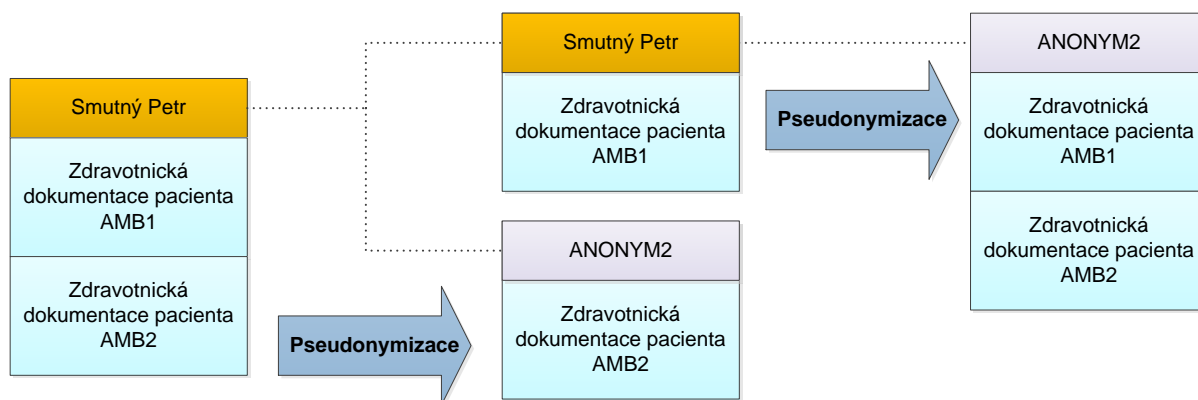 Smutný Petr
Zdravotnická
dokumentace pacienta
AMB1
Zdravotnická
dokumentace pacienta
AMB2
Pseudonymizace
Smutný Petr
Zdravotnická
dokumentace pacienta
AMB1
ANONYM2
Zdravotnická
dokumentace pacienta
AMB2
Pseudonymizace
ANONYM2
Zdravotnická
dokumentace pacienta
AMB1
Zdravotnická
dokumentace pacienta
AMB2